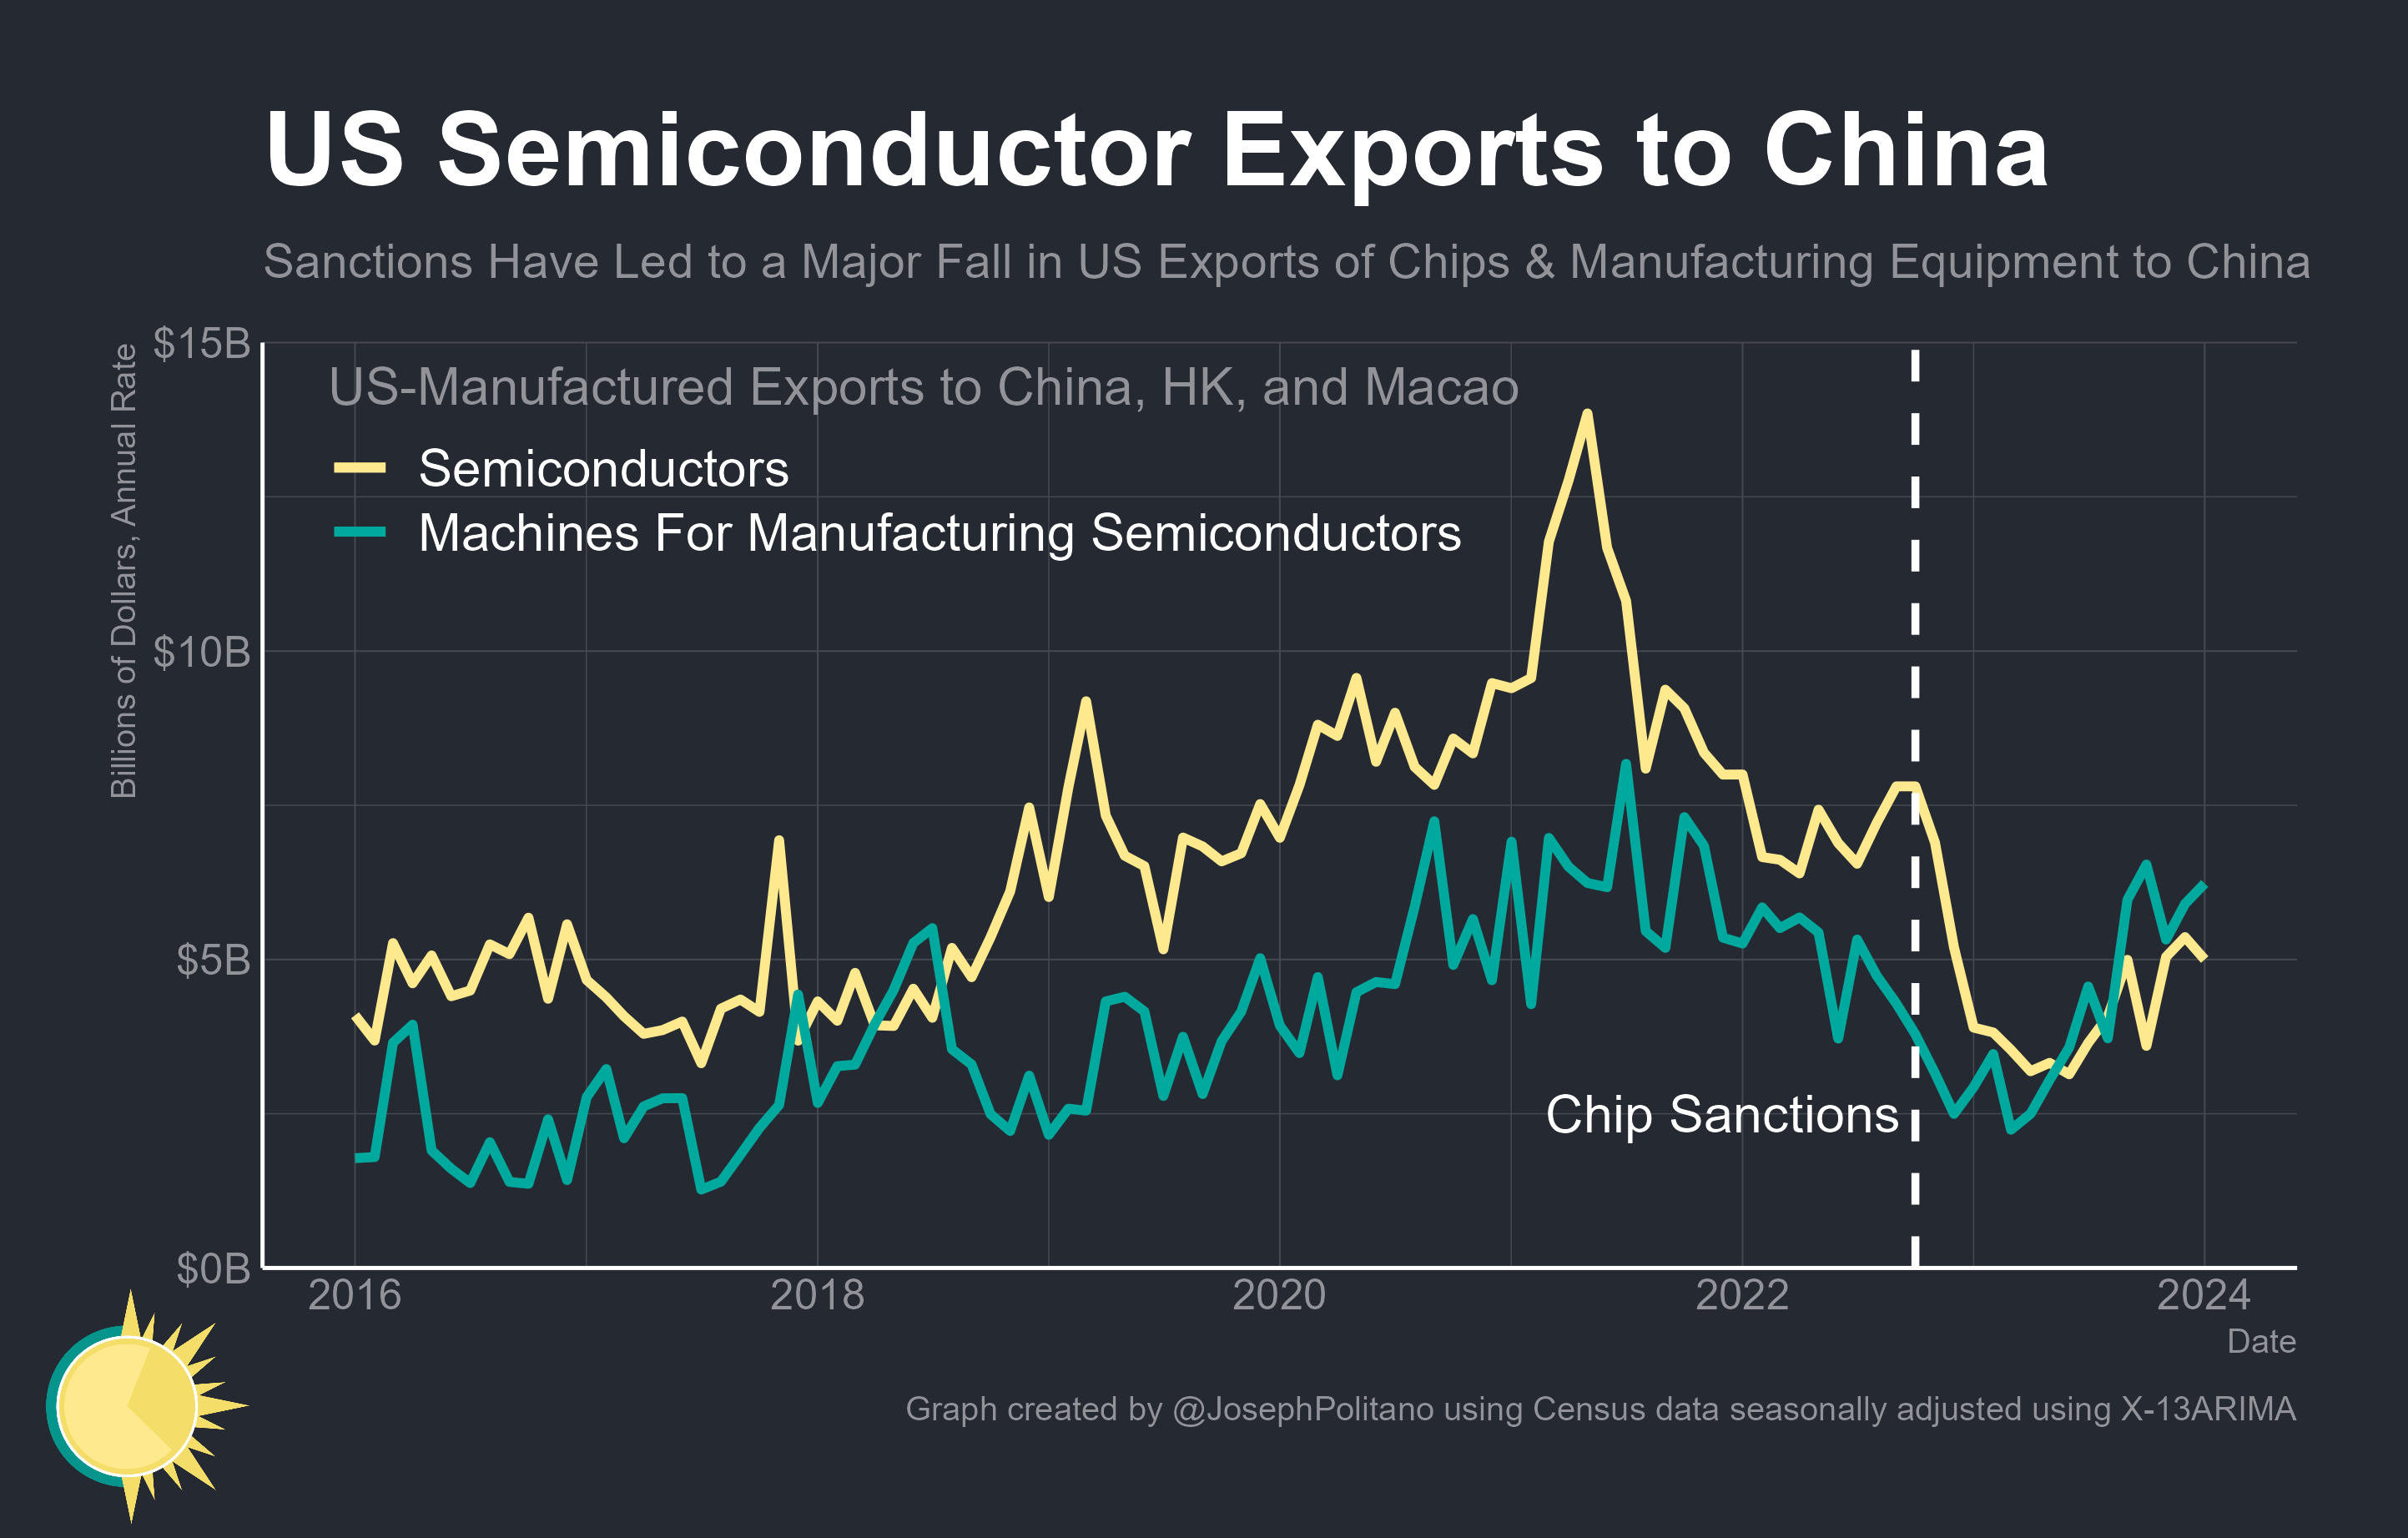 US Semiconductor Exports to China
Sanctions Have Led to a Major Fall in US Exports of Chips & Manufacturing Equipment to China
Billions of Dollars, Annual Rate
$15B
$10B
$5B
$0B
US-Manufactured Exports to China, HK, and Macao
Semiconductors
Machines For Manufacturing Semiconductors
Chip Sanctions
2016 2018 2020 2022 2024
Date
Graph created by @JosephPolitano using Census data seasonally adjusted using X-13ARIMA